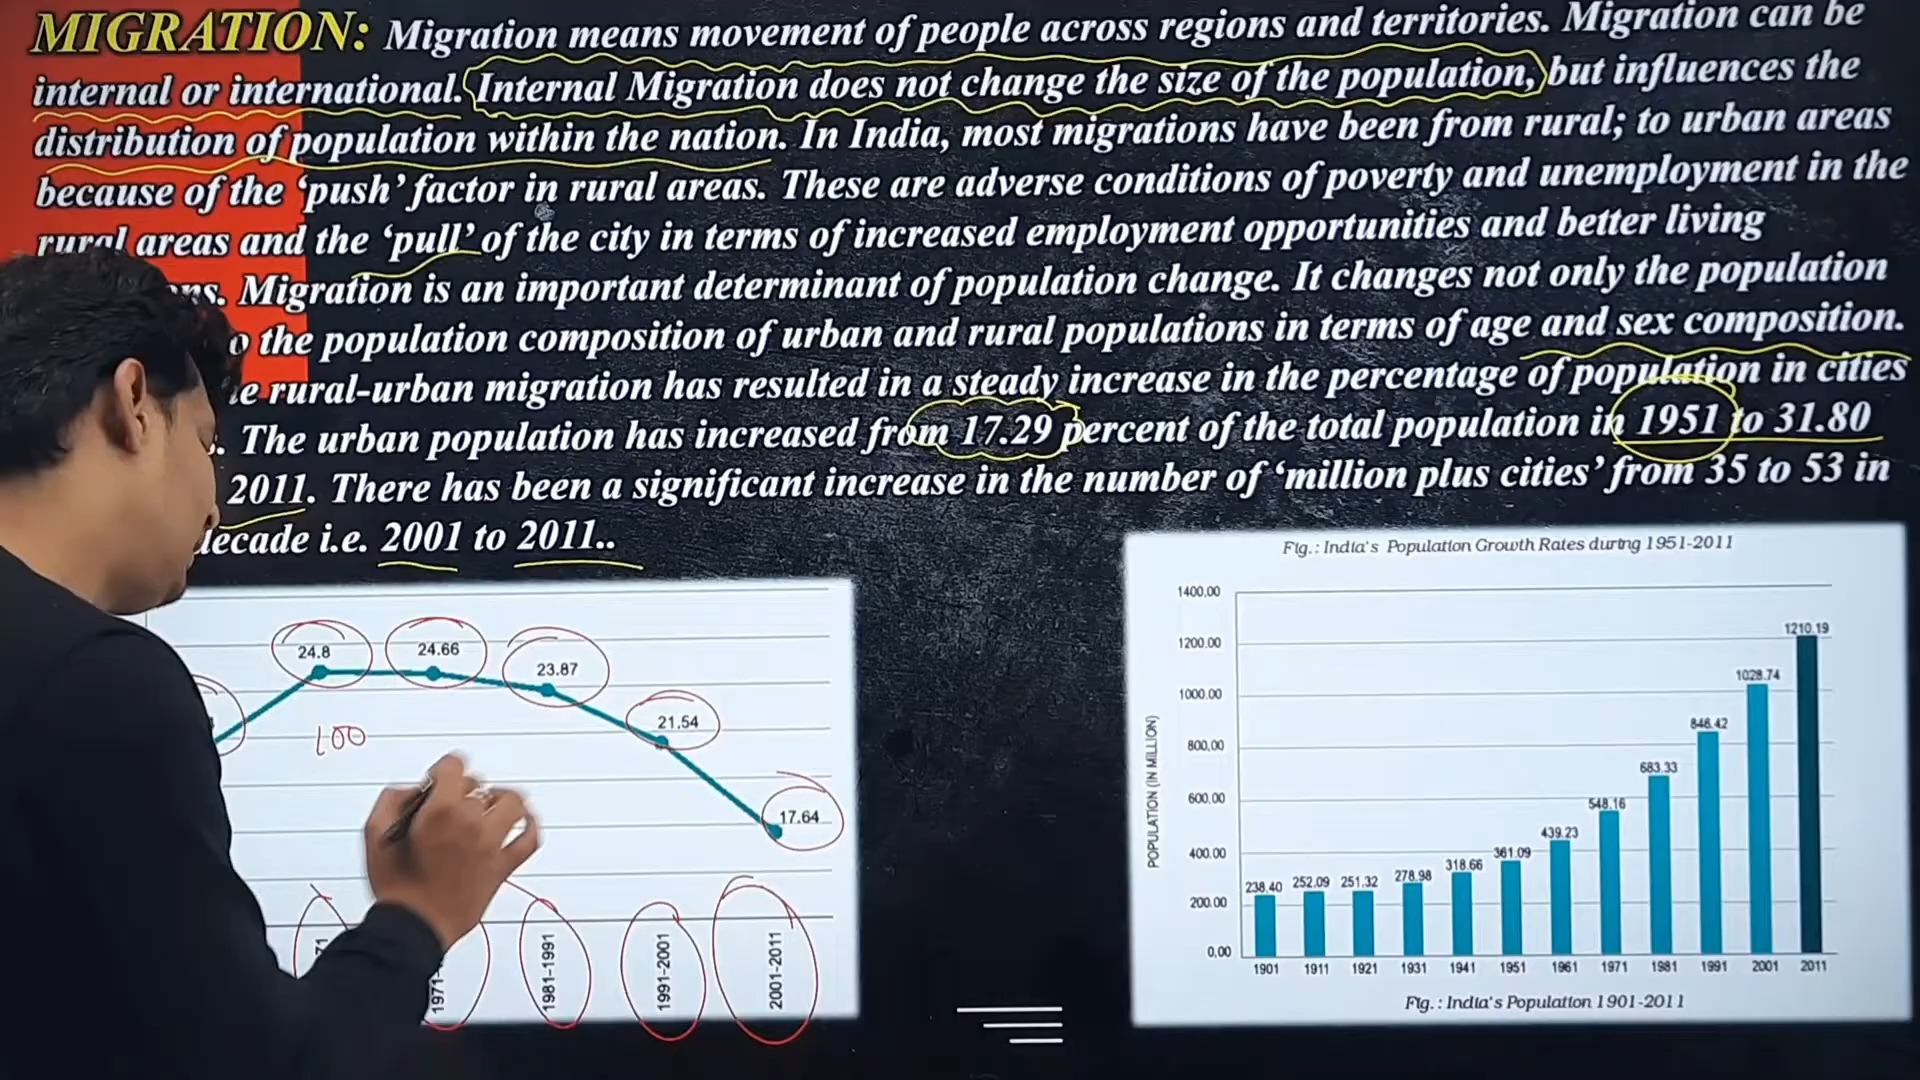 MIGRATION: Migration means movement of people across regions and territories. Migration can be
internal or international. Internal Migration does not change the size of the population, but influences the
distribution of population within the nation. In India, most migrations have been from rural; to urban areas
because of the ‘push’ factor in rural areas. These are adverse conditions of poverty and unemployment in the
rural areas and the ‘pull’ of the city in terms of increased employment opportunities and better living
Migration is an important determinant of population change. It changes not only the population
the population composition of urban and rural populations in terms of age and sex composition.
rural-urban migration has resulted in a steady increase in the percentage of population in cities
The urban population has increased from 17.29 percent of the total population in 1951 to 31.80
2011. There has been a significant increase in the number of ‘million plus cities’ from 35 to 53 in
decade i.e. 2001 to 2011..
24.8
24.66
23.87
21.54
17.64
100
1981-1991
1991-2001
2001-2011
Fig.: India's Population Growth Rates during 1951-2011
POPULATION (IN MILLION)
1400.00
1200.00
1000.00
800.00
600.00
400.00
200.00
0.00
238.40
252.09
251.32
278.98
318.66
361.09
439.23
548.16
683.33
846.42
1028.74
1210.19
1901 1911 1921 1931 1941 1951 1961 1971 1981 1991 2001 2011
Fig.: India's Population 1901-2011